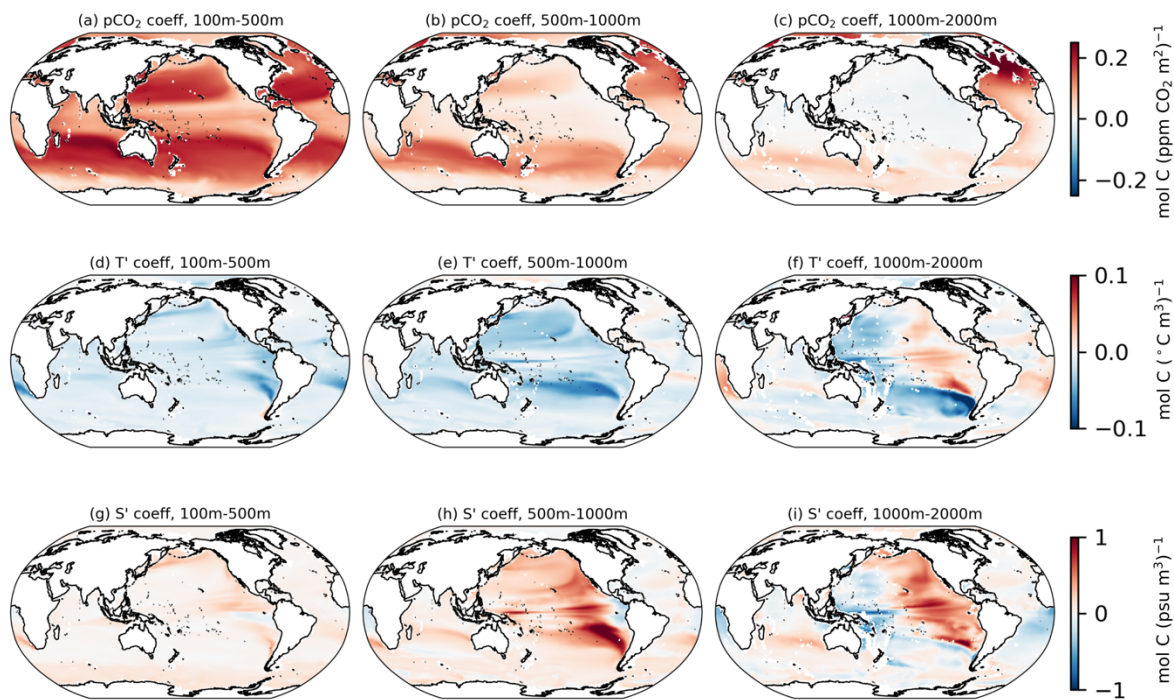 (a) pCO₂ coeff, 100m-500m
(b) pCO₂ coeff, 500m-1000m
(c) pCO₂ coeff, 1000m-2000m
0.2
0.0
−0.2
mol C (ppm CO₂ m²)⁻¹
(d) T' coeff, 100m-500m
(e) T' coeff, 500m-1000m
(f) T' coeff, 1000m-2000m
0.1
0.0
−0.1
mol C (°C m³)⁻¹
(g) S' coeff, 100m-500m
(h) S' coeff, 500m-1000m
(i) S' coeff, 1000m-2000m
1
0
−1
mol C (psu m³)⁻¹